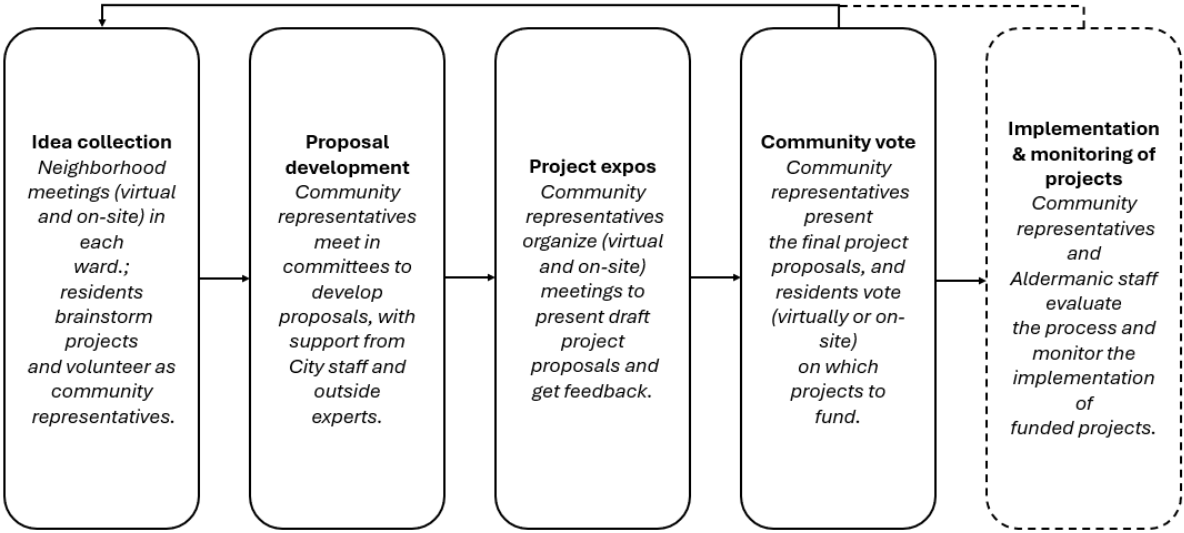 Idea collection
Neighborhood
meetings (virtual
and on-site) in
each
ward.;
residents
brainstorm
projects
and volunteer as
community
representatives.
Proposal
development
Community
representatives
meet in
committees to
develop
proposals, with
support from
City staff and
outside
experts.
Project expos
Community
representatives
organize (virtual
and on-site)
meetings to
present draft
project
proposals and
get feedback.
Community vote
Community
representatives
present
the final project
proposals, and
residents vote
(virtually or on-
site)
on which
projects to
fund.
Implementation
& monitoring of
projects
Community
representatives
and
Aldermanic staff
evaluate
the process and
monitor the
implementation
of
funded projects.